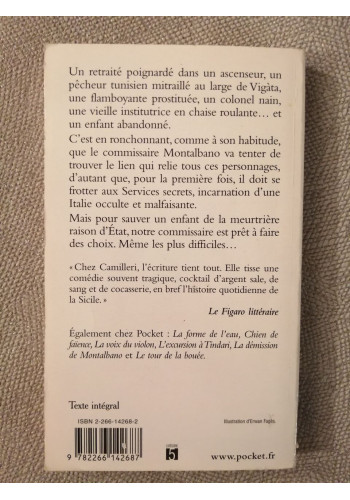 Un retraité poignardé dans un ascenseur, un
pêcheur tunisien mitraillé au large de Vigàta,
une flamboyante prostituée, un colonel nain,
une vieille institutrice en chaise roulante… et
un enfant abandonné.
C'est en ronchonnant, comme à son habitude,
que le commissaire Montalbano va tenter de
trouver le lien qui relie tous ces personnages,
d'autant que, pour la première fois, il doit se
frotter aux Services secrets, incarnation d'une
Italie occulte et malfaisante.
Mais pour sauver un enfant de la meurtrière
raison d'État, notre commissaire est prêt à faire
des choix. Même les plus difficiles…
« Chez Camilleri, l'écriture tient tout. Elle tisse une
comédie souvent tragique, cocktail d'argent sale, de
sang et de cocasserie, en bref l'histoire quotidienne de
la Sicile. »
Le Figaro littéraire
Également chez Pocket : La forme de l'eau, Chien de
faïence, La voix du violon, L'excursion à Tindari, La démission
de Montalbano et Le tour de la bouée.
Texte intégral
ISBN 2-266-14268-2
Illustration d'Erwan Fagès
9 782266 142687
5
www.pocket.fr